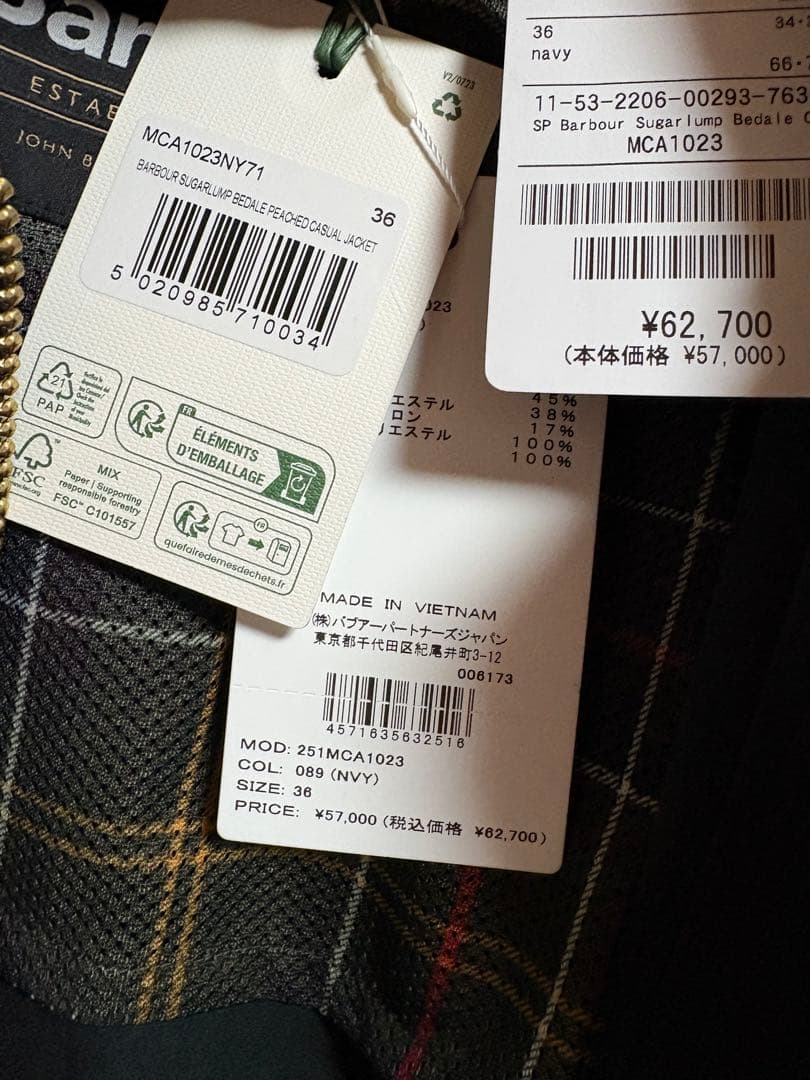 ESTAB
JOHN B
V2/0723
MCA1023NY71
BARBOUR SUGARLUMP BEDALE PEACHED CASUAL JACKET
36
5 020985 710034
21
PAP
FR
ÉLÉMENTS
D'EMBALLAGE
FSC
www.fsc.org
MIX
Paper | Supporting
responsible forestry
FSC™ C101557
FR
quefairedemesdechets.fr
36
navy
11-53-2206-00293-763
SP Barbour Sugarlump Bedale
MCA1023
¥62,700
(本体価格 ¥57,000)
エステル 45%
ロン 38%
リエステル 17%
100%
100%
MADE IN VIETNAM
(株)バブアーパートナーズジャパン
東京都千代田区紀尾井町3-12
006173
4571635632516
MOD: 251MCA1023
COL: 089 (NVY)
SIZE: 36
PRICE: ¥57,000 (税込価格 ¥62,700)